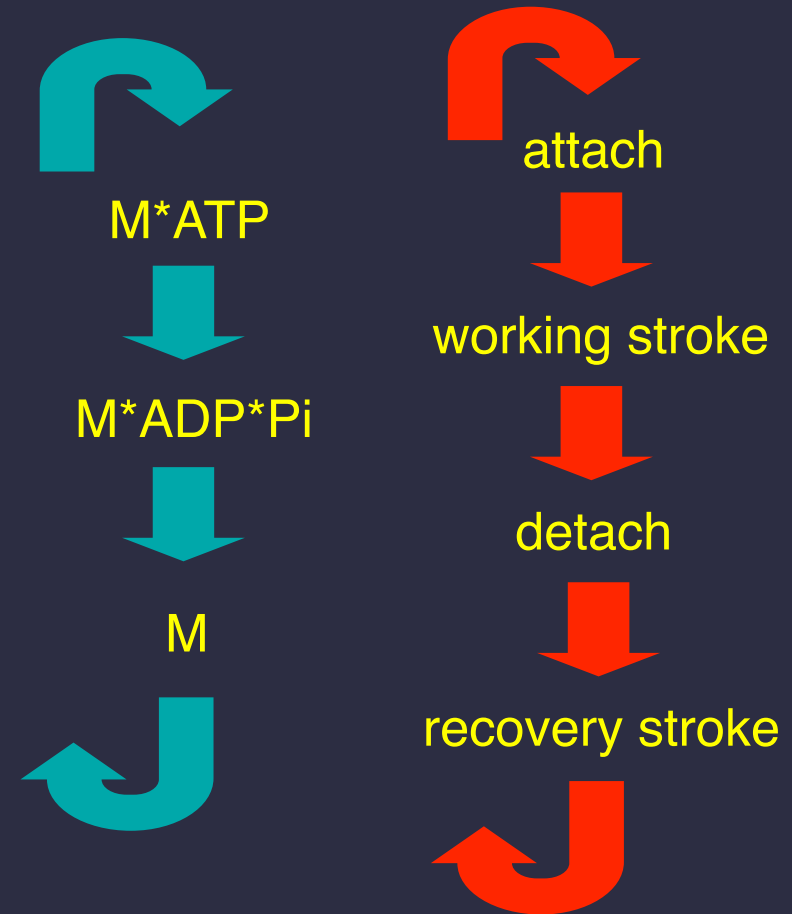 M*ATP
M*ADP*Pi
M
attach
working stroke
detach
recovery stroke